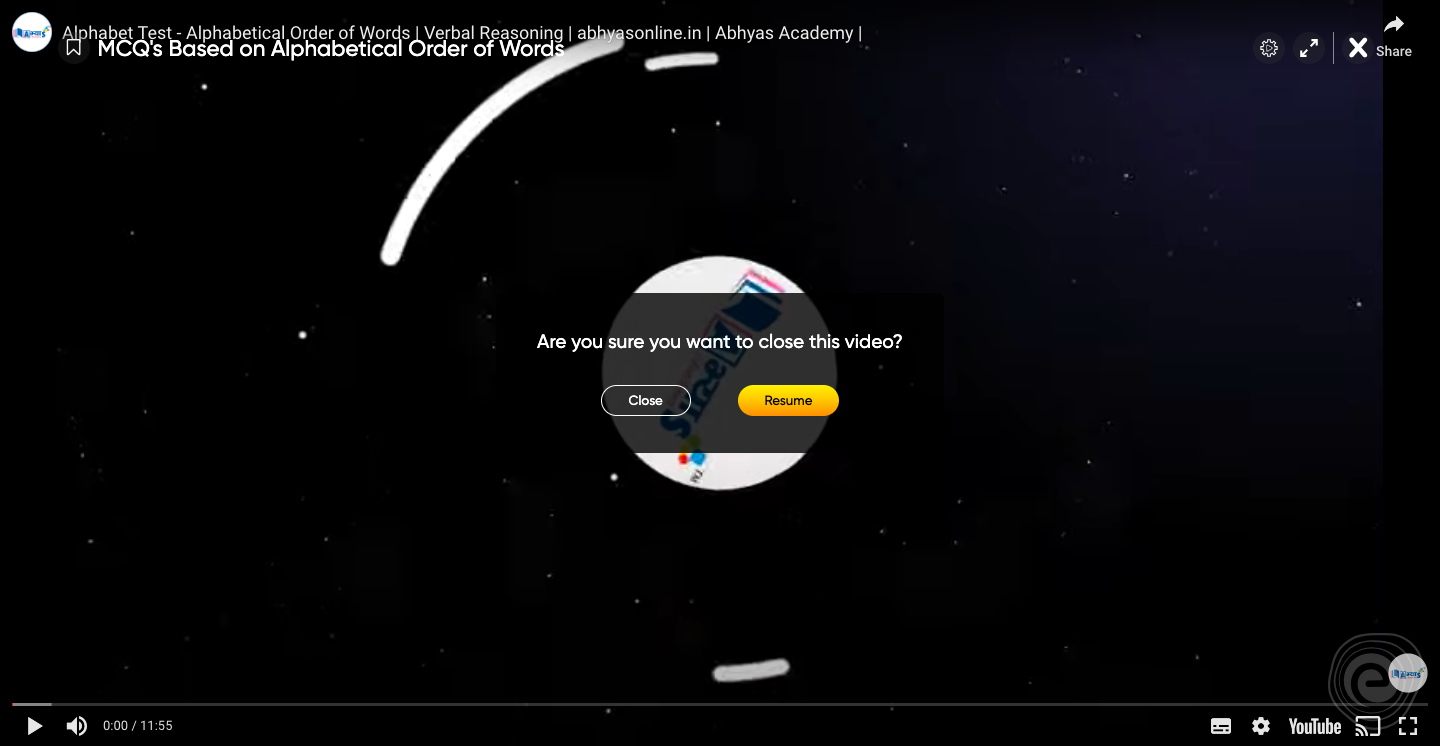 Alphabet Test - Alphabetical Order of Words | Verbal Reasoning | abhyasonline.in | Abhyas Academy |
MCQ's Based on Alphabetical Order of Words
Share
Are you sure you want to close this video?
Close
Resume
0:00 / 11:55
YouTube